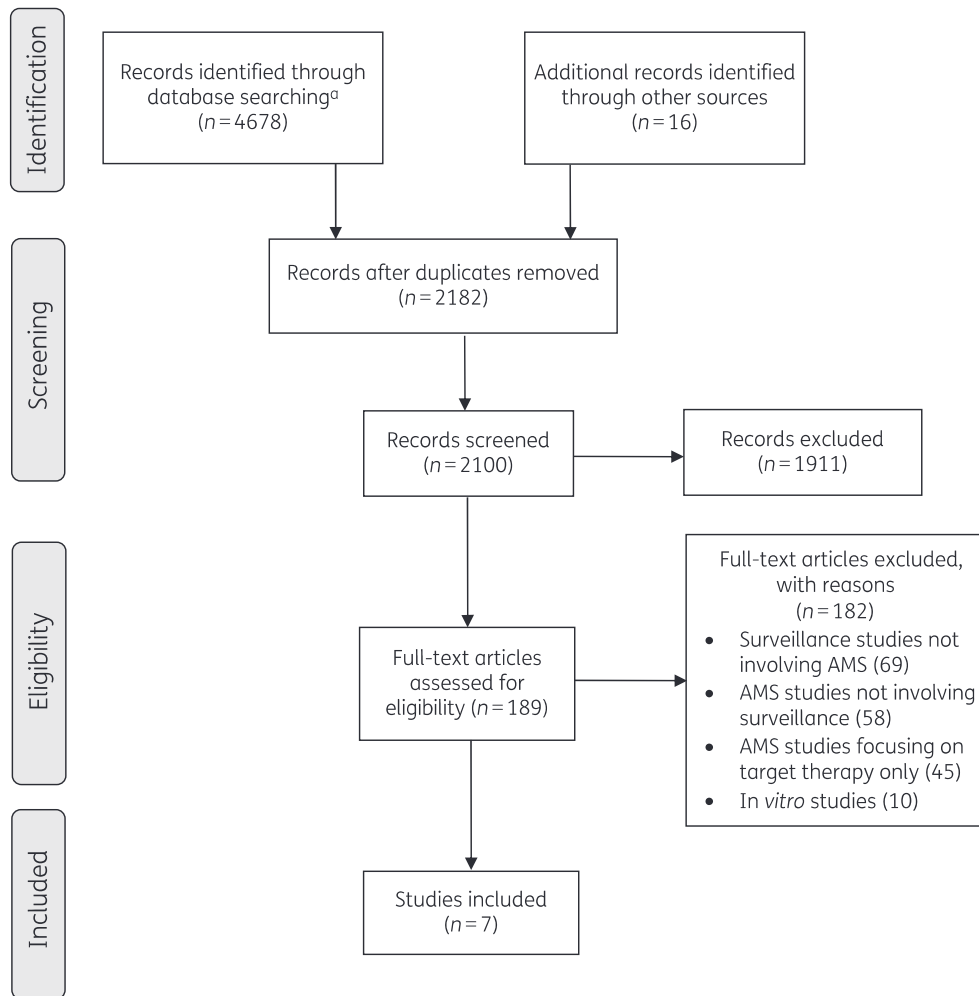 Identification
Records identified through
database searchingᵃ
(n = 4678)
Additional records identified
through other sources
(n = 16)
Screening
Records after duplicates removed
(n = 2182)
Records screened
(n = 2100)
Records excluded
(n = 1911)
Eligibility
Full-text articles
assessed for
eligibility (n = 189)
Full-text articles excluded,
with reasons
(n = 182)
• Surveillance studies not
involving AMS (69)
• AMS studies not involving
surveillance (58)
• AMS studies focusing on
target therapy only (45)
• In vitro studies (10)
Included
Studies included
(n = 7)